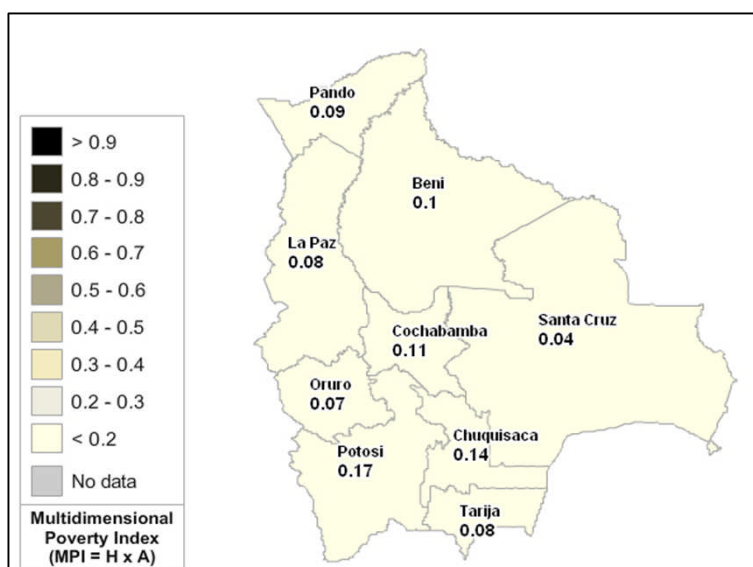 > 0.9
0.8 - 0.9
0.7 - 0.8
0.6 - 0.7
0.5 - 0.6
0.4 - 0.5
0.3 - 0.4
0.2 - 0.3
< 0.2
No data
Multidimensional
Poverty Index
(MPI = H x A)
Pando
0.09
Beni
0.1
La Paz
0.08
Cochabamba
0.11
Santa Cruz
0.04
Oruro
0.07
Chuquisaca
0.14
Potosi
0.17
Tarija
0.08